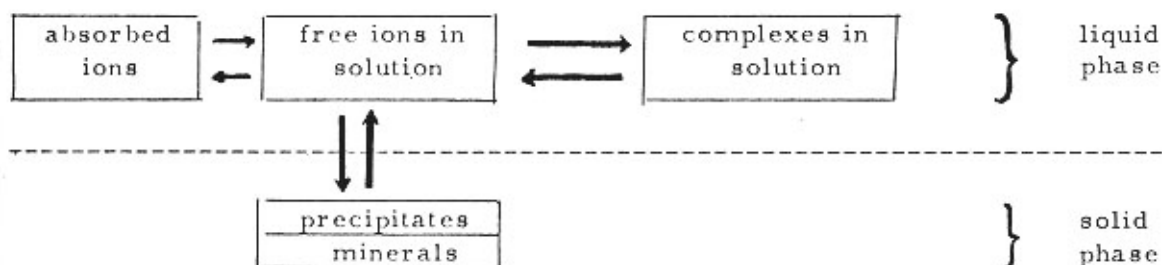 absorbed
ions
free ions in
solution
complexes in
solution
liquid
phase
precipitates
minerals
solid
phase